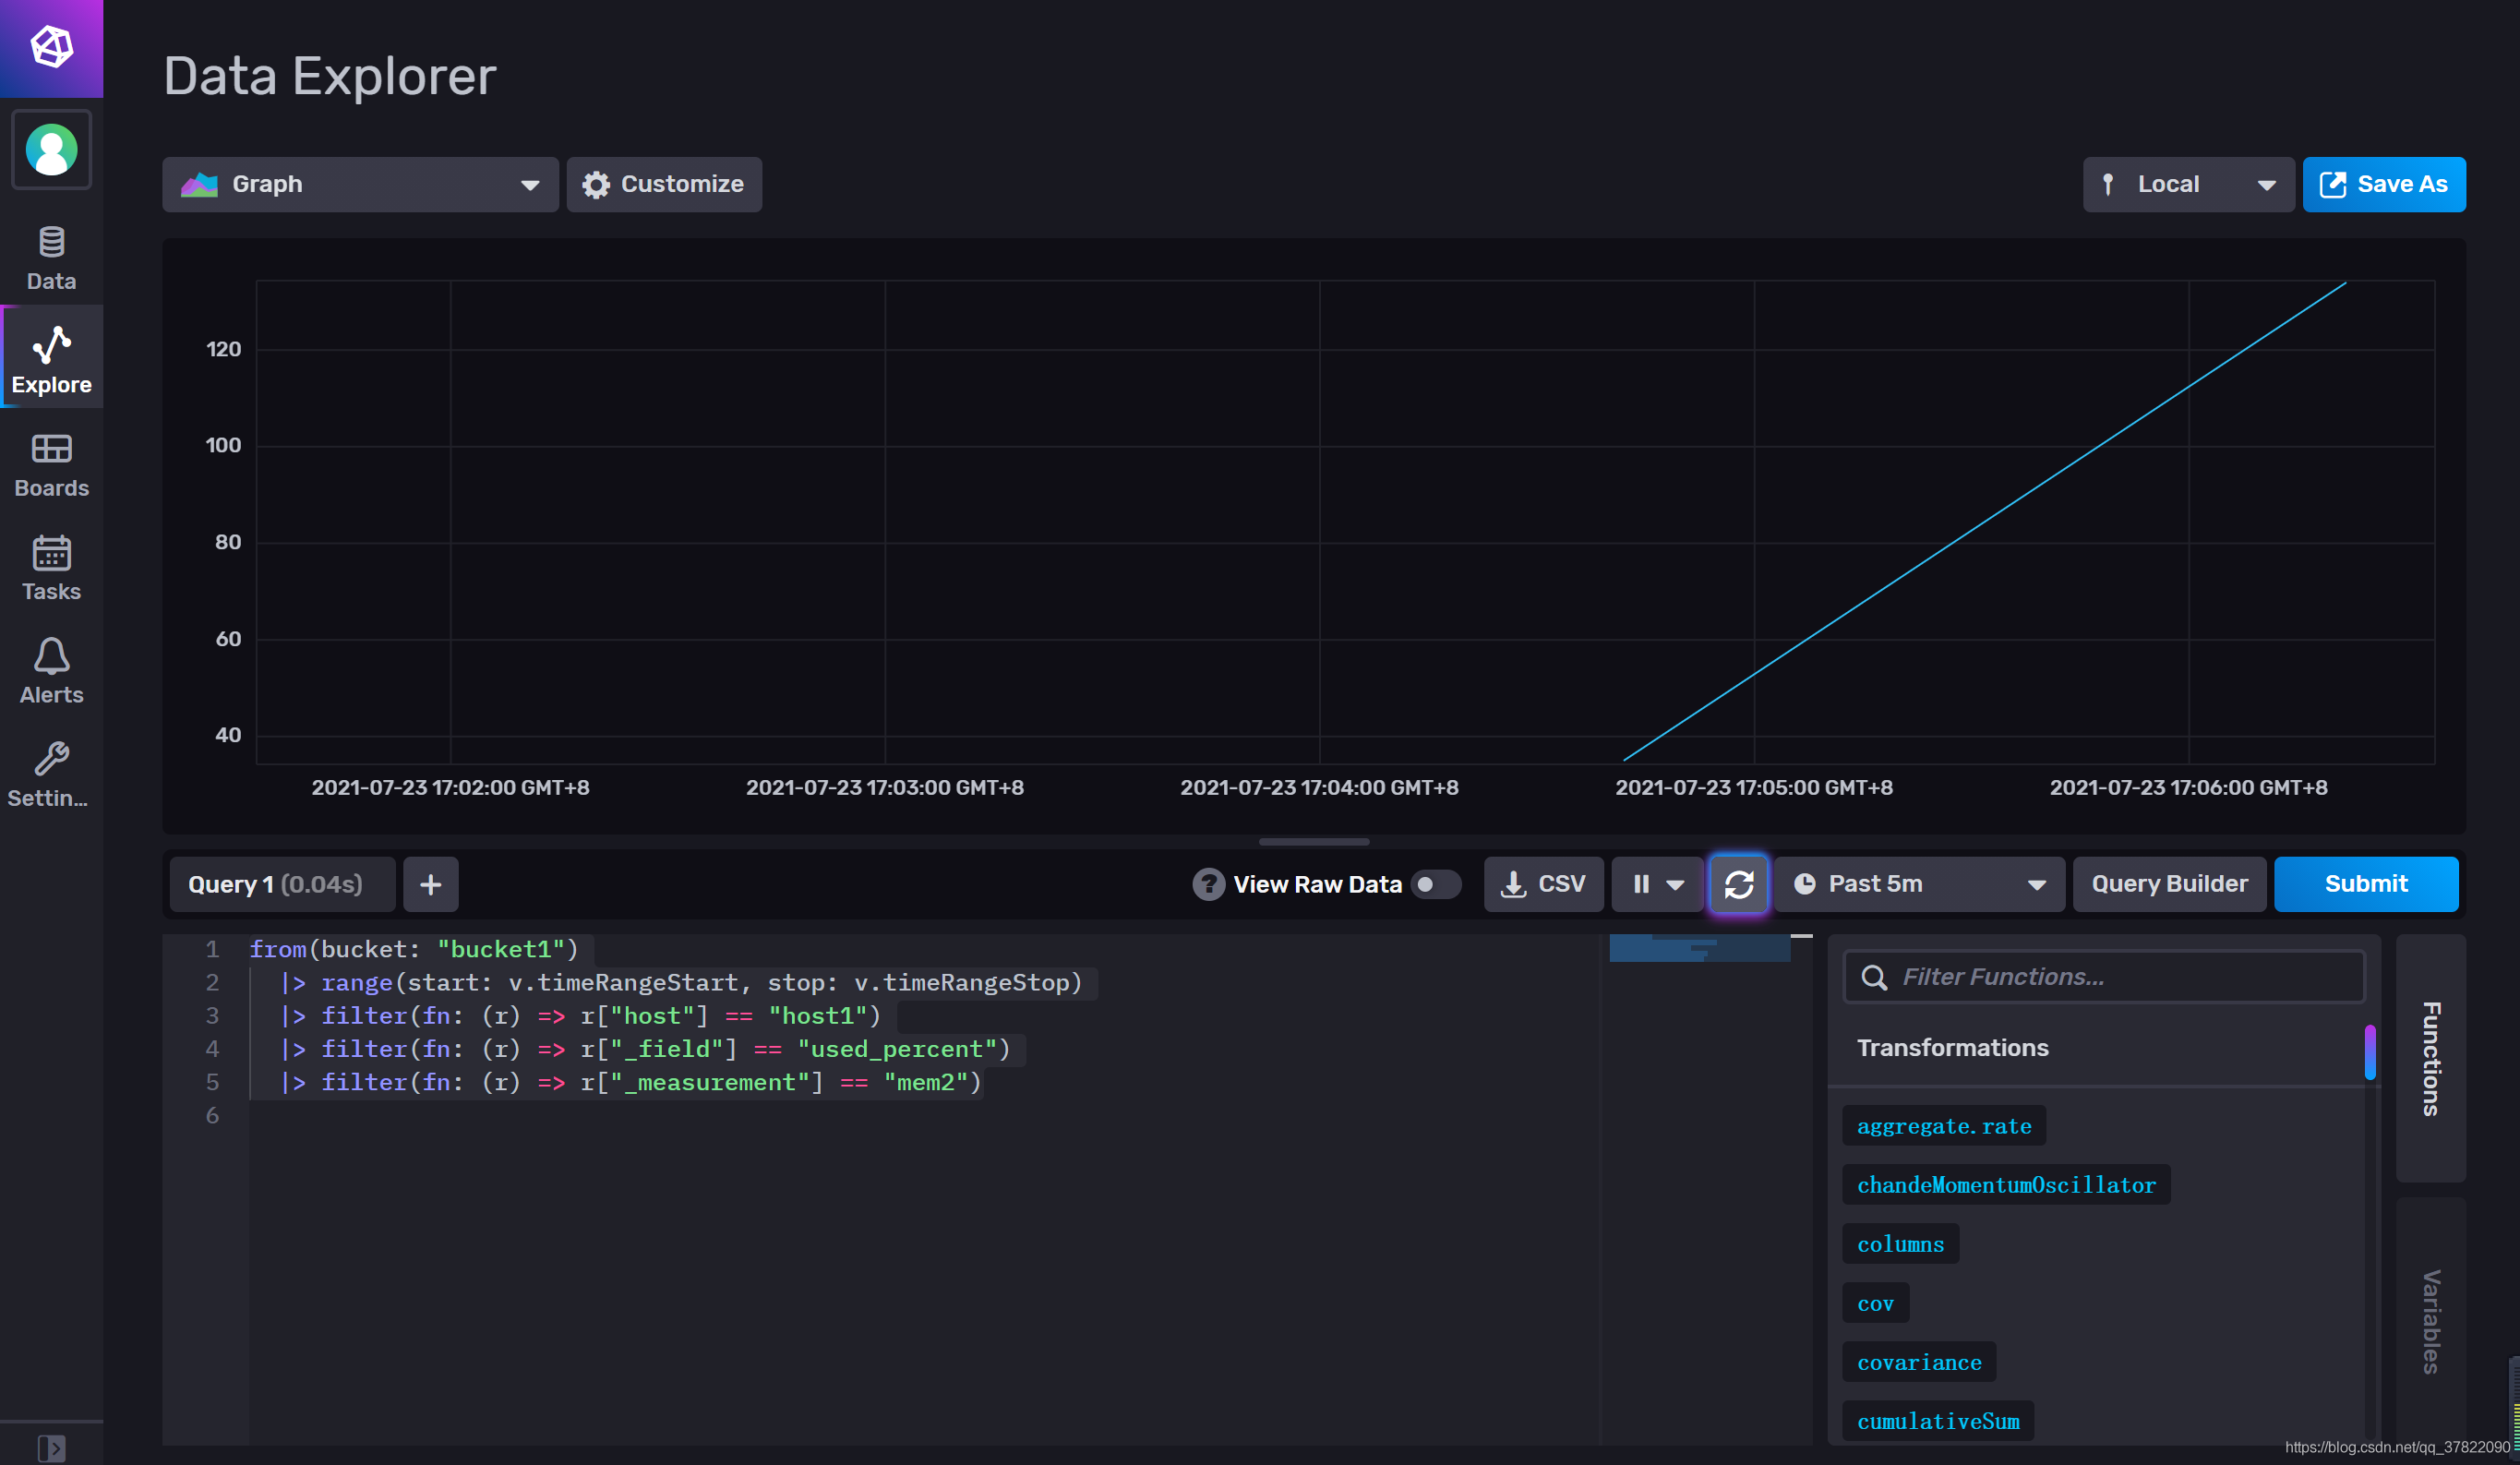 Data Explorer
Graph
Customize
Local
Save As
Data
Explore
Boards
Tasks
Alerts
Settin...
120
100
80
60
40
2021-07-23 17:02:00 GMT+8
2021-07-23 17:03:00 GMT+8
2021-07-23 17:04:00 GMT+8
2021-07-23 17:05:00 GMT+8
2021-07-23 17:06:00 GMT+8
Query 1 (0.04s)
+
? View Raw Data
CSV
Past 5m
Query Builder
Submit
1 from(bucket: "bucket1")
2 |> range(start: v.timeRangeStart, stop: v.timeRangeStop)
3 |> filter(fn: (r) => r["host"] == "host1")
4 |> filter(fn: (r) => r["_field"] == "used_percent")
5 |> filter(fn: (r) => r["_measurement"] == "mem2")
6
Filter Functions...
Transformations
aggregate.rate
chandeMomentumOscillator
columns
cov
covariance
cumulativeSum
Functions
Variables
https://blog.csdn.net/qq_37822090